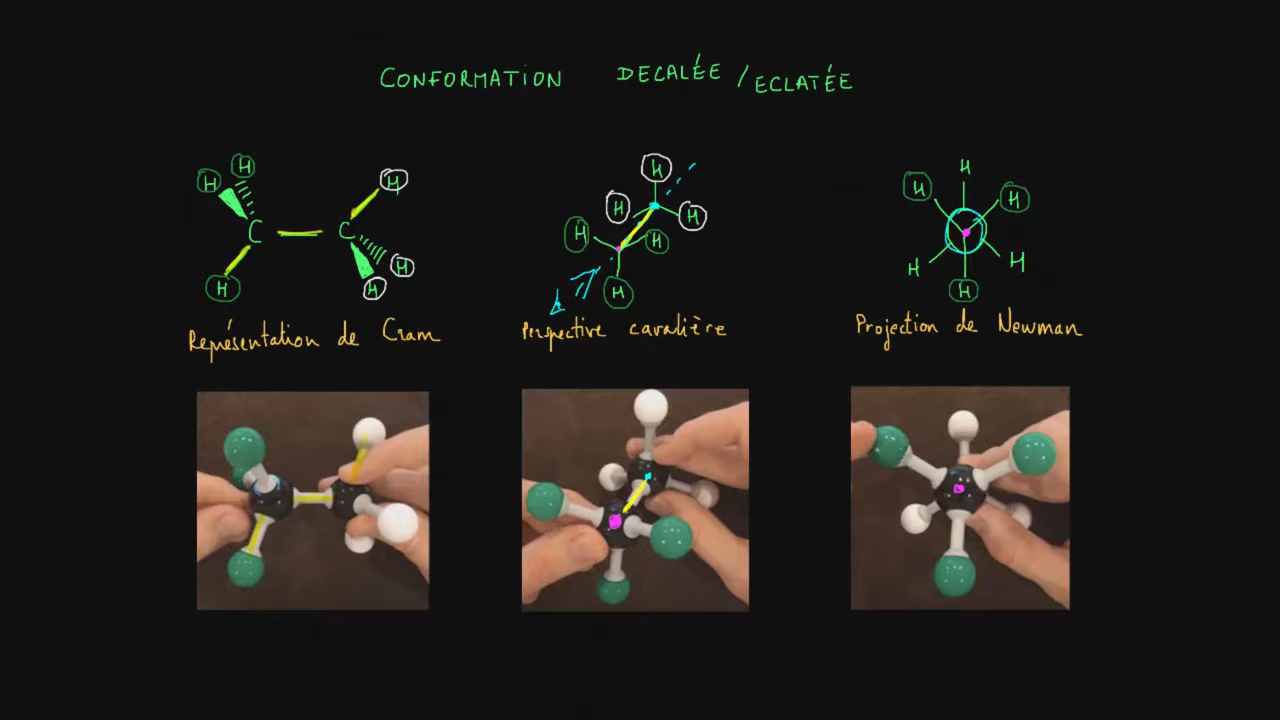 CONFORMATION DECALÉE / ECLATÉE
H H H
C C
H H H
H
H H
H H
H
H
H H
H H
H
Représentation de Cram
Perspective cavalière
Projection de Newman